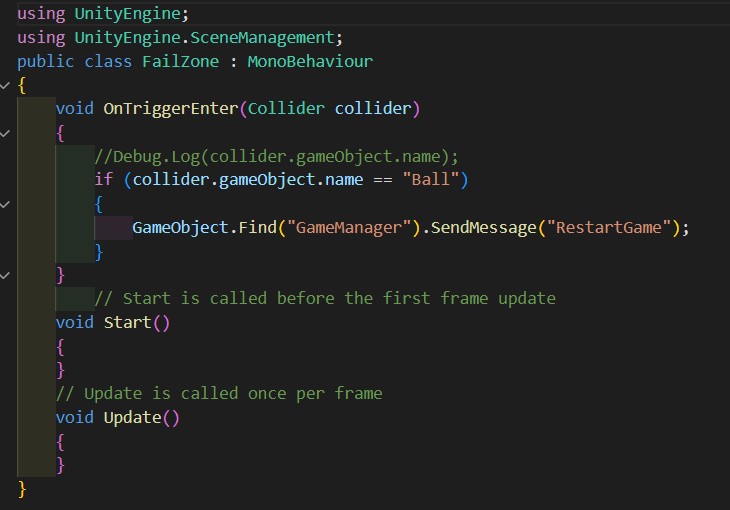 using UnityEngine;
using UnityEngine.SceneManagement;
public class FailZone : MonoBehaviour
{
    void OnTriggerEnter(Collider collider)
    {
        //Debug.Log(collider.gameObject.name);
        if (collider.gameObject.name == "Ball")
        {
            GameObject.Find("GameManager").SendMessage("RestartGame");
        }
    }
        // Start is called before the first frame update
    void Start()
    {
    }
    // Update is called once per frame
    void Update()
    {
    }
}